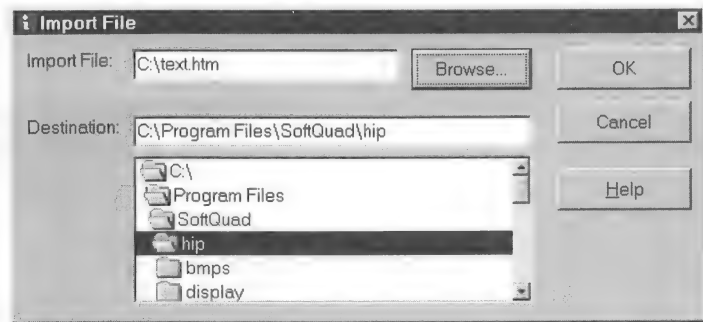 Import File
Import File: C:\text.htm Browse... OK
Destination: C:\Program Files\SoftQuad\hip Cancel
C:\
Program Files
Help
SoftQuad
hip
bmps
display